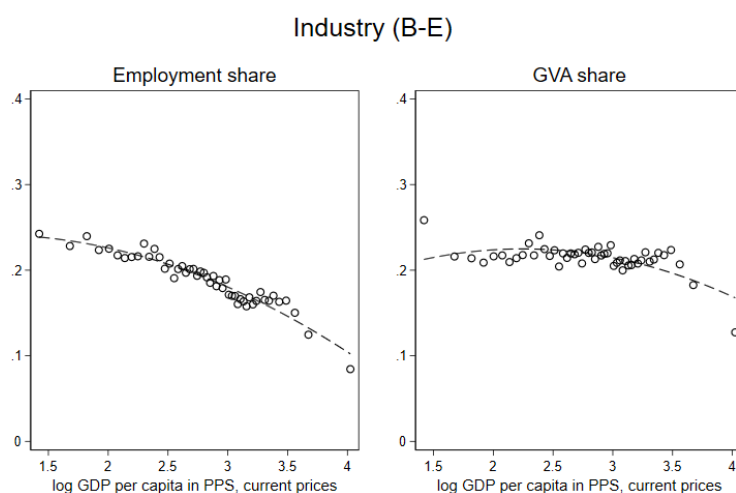 Industry (B-E)
Employment share
GVA share
.4
.3
.2
.1
0
1.5 2 2.5 3 3.5 4
log GDP per capita in PPS, current prices
.4
.3
.2
.1
0
1.5 2 2.5 3 3.5 4
log GDP per capita in PPS, current prices